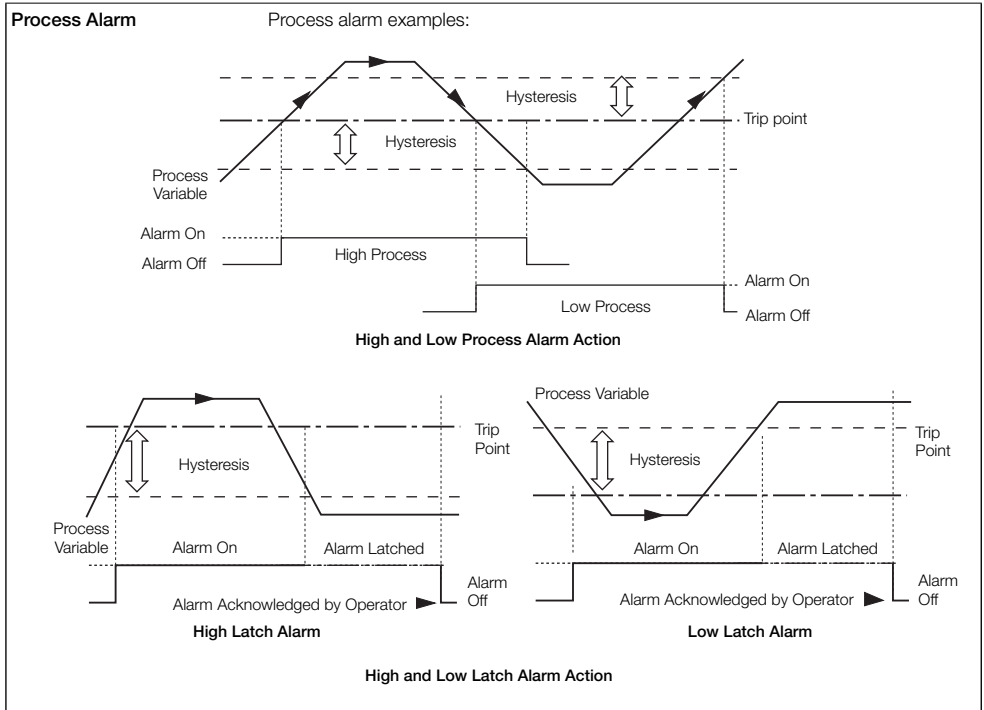 Process Alarm
Process alarm examples:
Hysteresis
Trip point
Hysteresis
Process
Variable
Alarm On
High Process
Alarm Off
Alarm On
Low Process
Alarm Off
High and Low Process Alarm Action
Trip
Point
Hysteresis
Process
Variable
Alarm On
Alarm Latched
Alarm
Off
Alarm Acknowledged by Operator
High Latch Alarm
Process Variable
Trip
Point
Hysteresis
Alarm On
Alarm Latched
Alarm
Off
Alarm Acknowledged by Operator
Low Latch Alarm
High and Low Latch Alarm Action